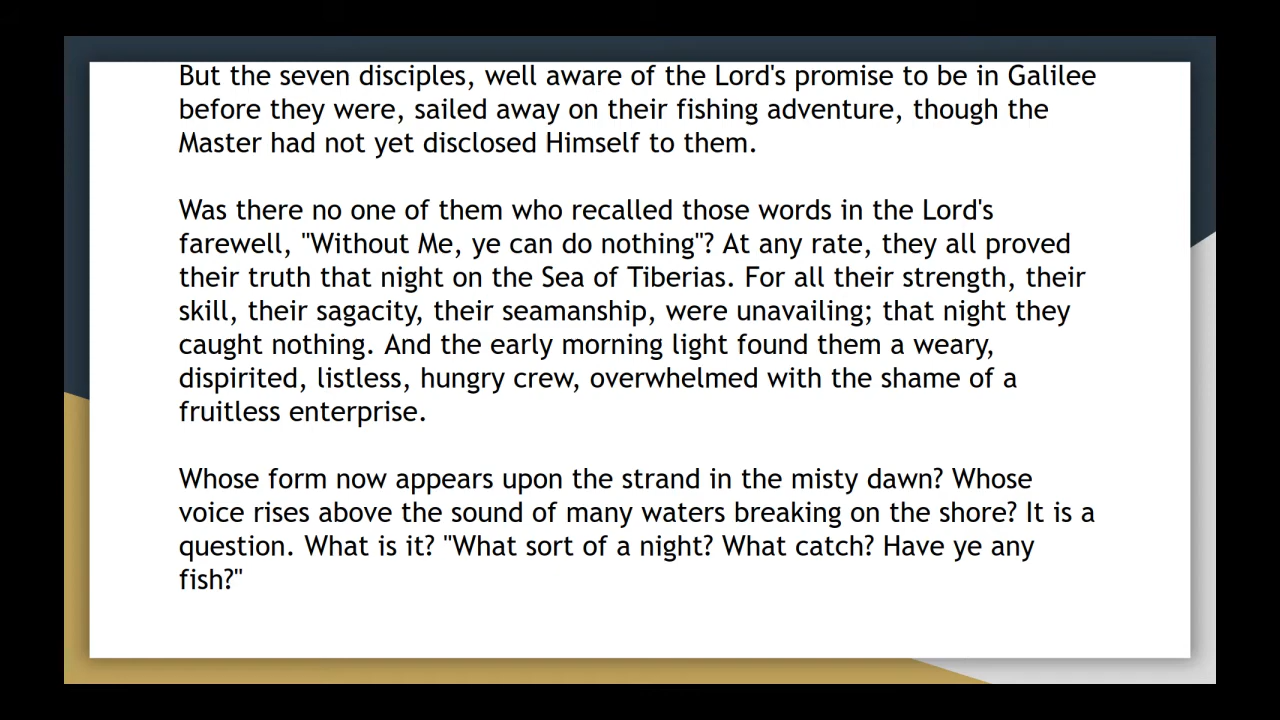 But the seven disciples, well aware of the Lord's promise to be in Galilee
before they were, sailed away on their fishing adventure, though the
Master had not yet disclosed Himself to them.
Was there no one of them who recalled those words in the Lord's
farewell, "Without Me, ye can do nothing"? At any rate, they all proved
their truth that night on the Sea of Tiberias. For all their strength, their
skill, their sagacity, their seamanship, were unavailing; that night they
caught nothing. And the early morning light found them a weary,
dispirited, listless, hungry crew, overwhelmed with the shame of a
fruitless enterprise.
Whose form now appears upon the strand in the misty dawn? Whose
voice rises above the sound of many waters breaking on the shore? It is a
question. What is it? "What sort of a night? What catch? Have ye any
fish?"